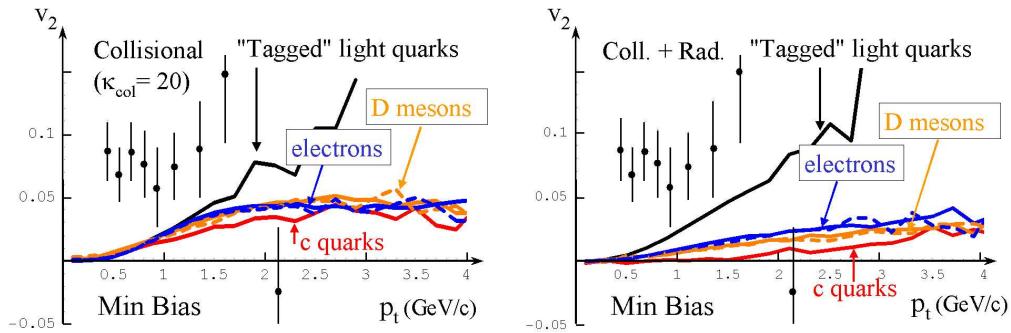 v2
Collisional
(κcol = 20)
"Tagged" light quarks
D mesons
0.1
electrons
0.05
c quarks
0.5 1 1.5 2 2.5 3 3.5 4
Min Bias
pt (GeV/c)
-0.05
v2
Coll. + Rad.
"Tagged" light quarks
D mesons
0.1
electrons
0.05
0.5 1 1.5 2 2.5 3 3.5 4
Min Bias
c quarks
pt (GeV/c)
-0.05